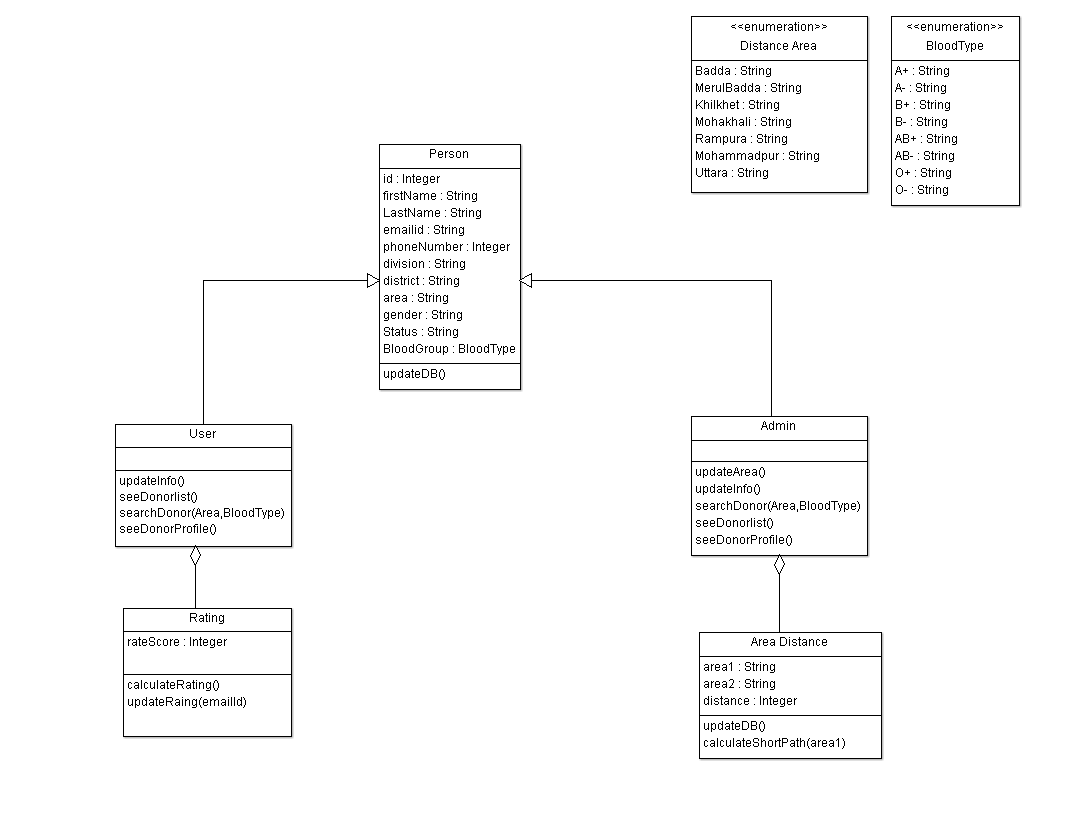 <<enumeration>>
Distance Area
Badda : String
MerulBadda : String
Khilkhet : String
Mohakhali : String
Rampura : String
Mohammadpur : String
Uttara : String
<<enumeration>>
BloodType
A+ : String
A- : String
B+ : String
B- : String
AB+ : String
AB- : String
O+ : String
O- : String
Person
id : Integer
firstName : String
LastName : String
emailid : String
phoneNumber : Integer
division : String
district : String
area : String
gender : String
Status : String
BloodGroup : BloodType
updateDB()
User
updateInfo()
seeDonorlist()
searchDonor(Area,BloodType)
seeDonorProfile()
Admin
updateArea()
updateInfo()
searchDonor(Area,BloodType)
seeDonorlist()
seeDonorProfile()
Rating
rateScore : Integer
calculateRating()
updateRaing(emailId)
Area Distance
area1 : String
area2 : String
distance : Integer
updateDB()
calculateShortPath(area1)